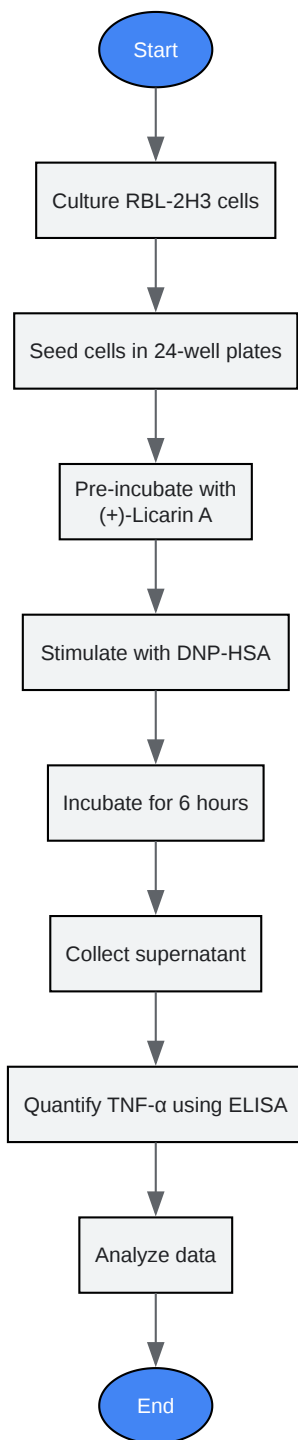 Start
Culture RBL-2H3 cells
Seed cells in 24-well plates
Pre-incubate with
(+)-Licarin A
Stimulate with DNP-HSA
Incubate for 6 hours
Collect supernatant
Quantify TNF-α using ELISA
Analyze data
End